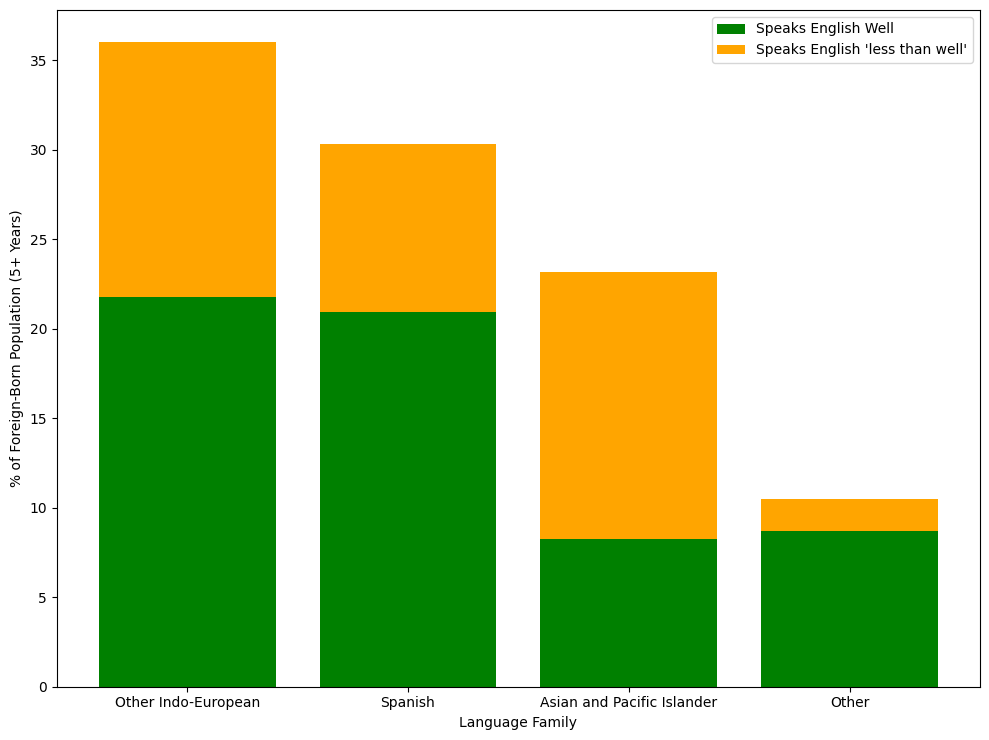 Speaks English Well
Speaks English 'less than well'
% of Foreign-Born Population (5+ Years)
35
30
25
20
15
10
5
0
Other Indo-European
Spanish
Asian and Pacific Islander
Other
Language Family